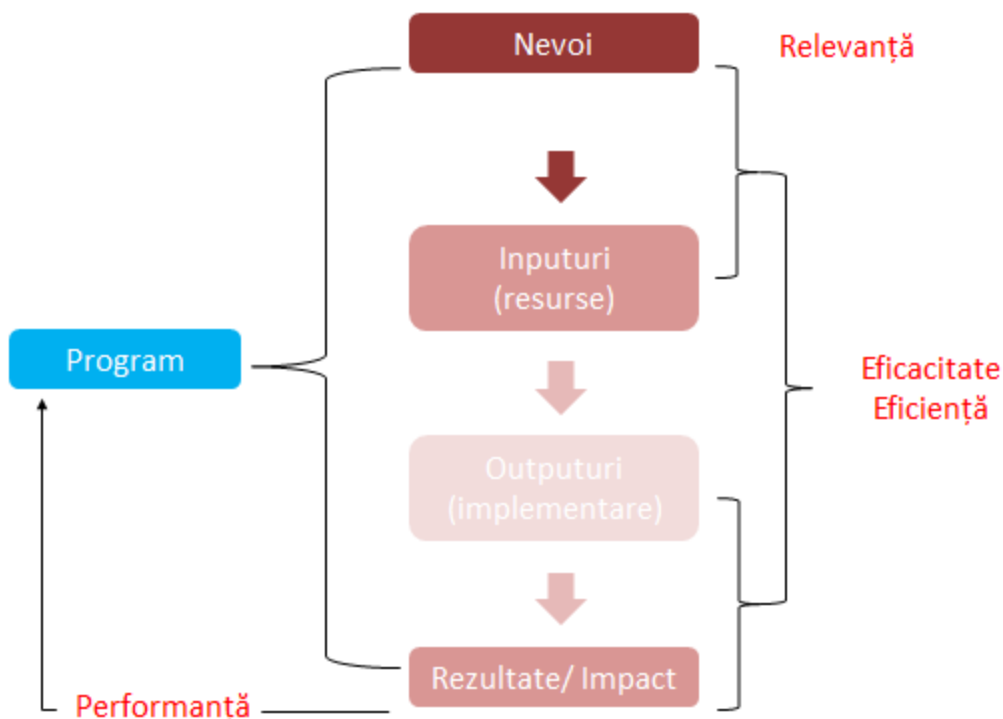 Nevoi
Relevanță
Inputuri
(resurse)
Program
Eficacitate
Eficiență
Outputuri
(implementare)
Rezultate/ Impact
Performantă